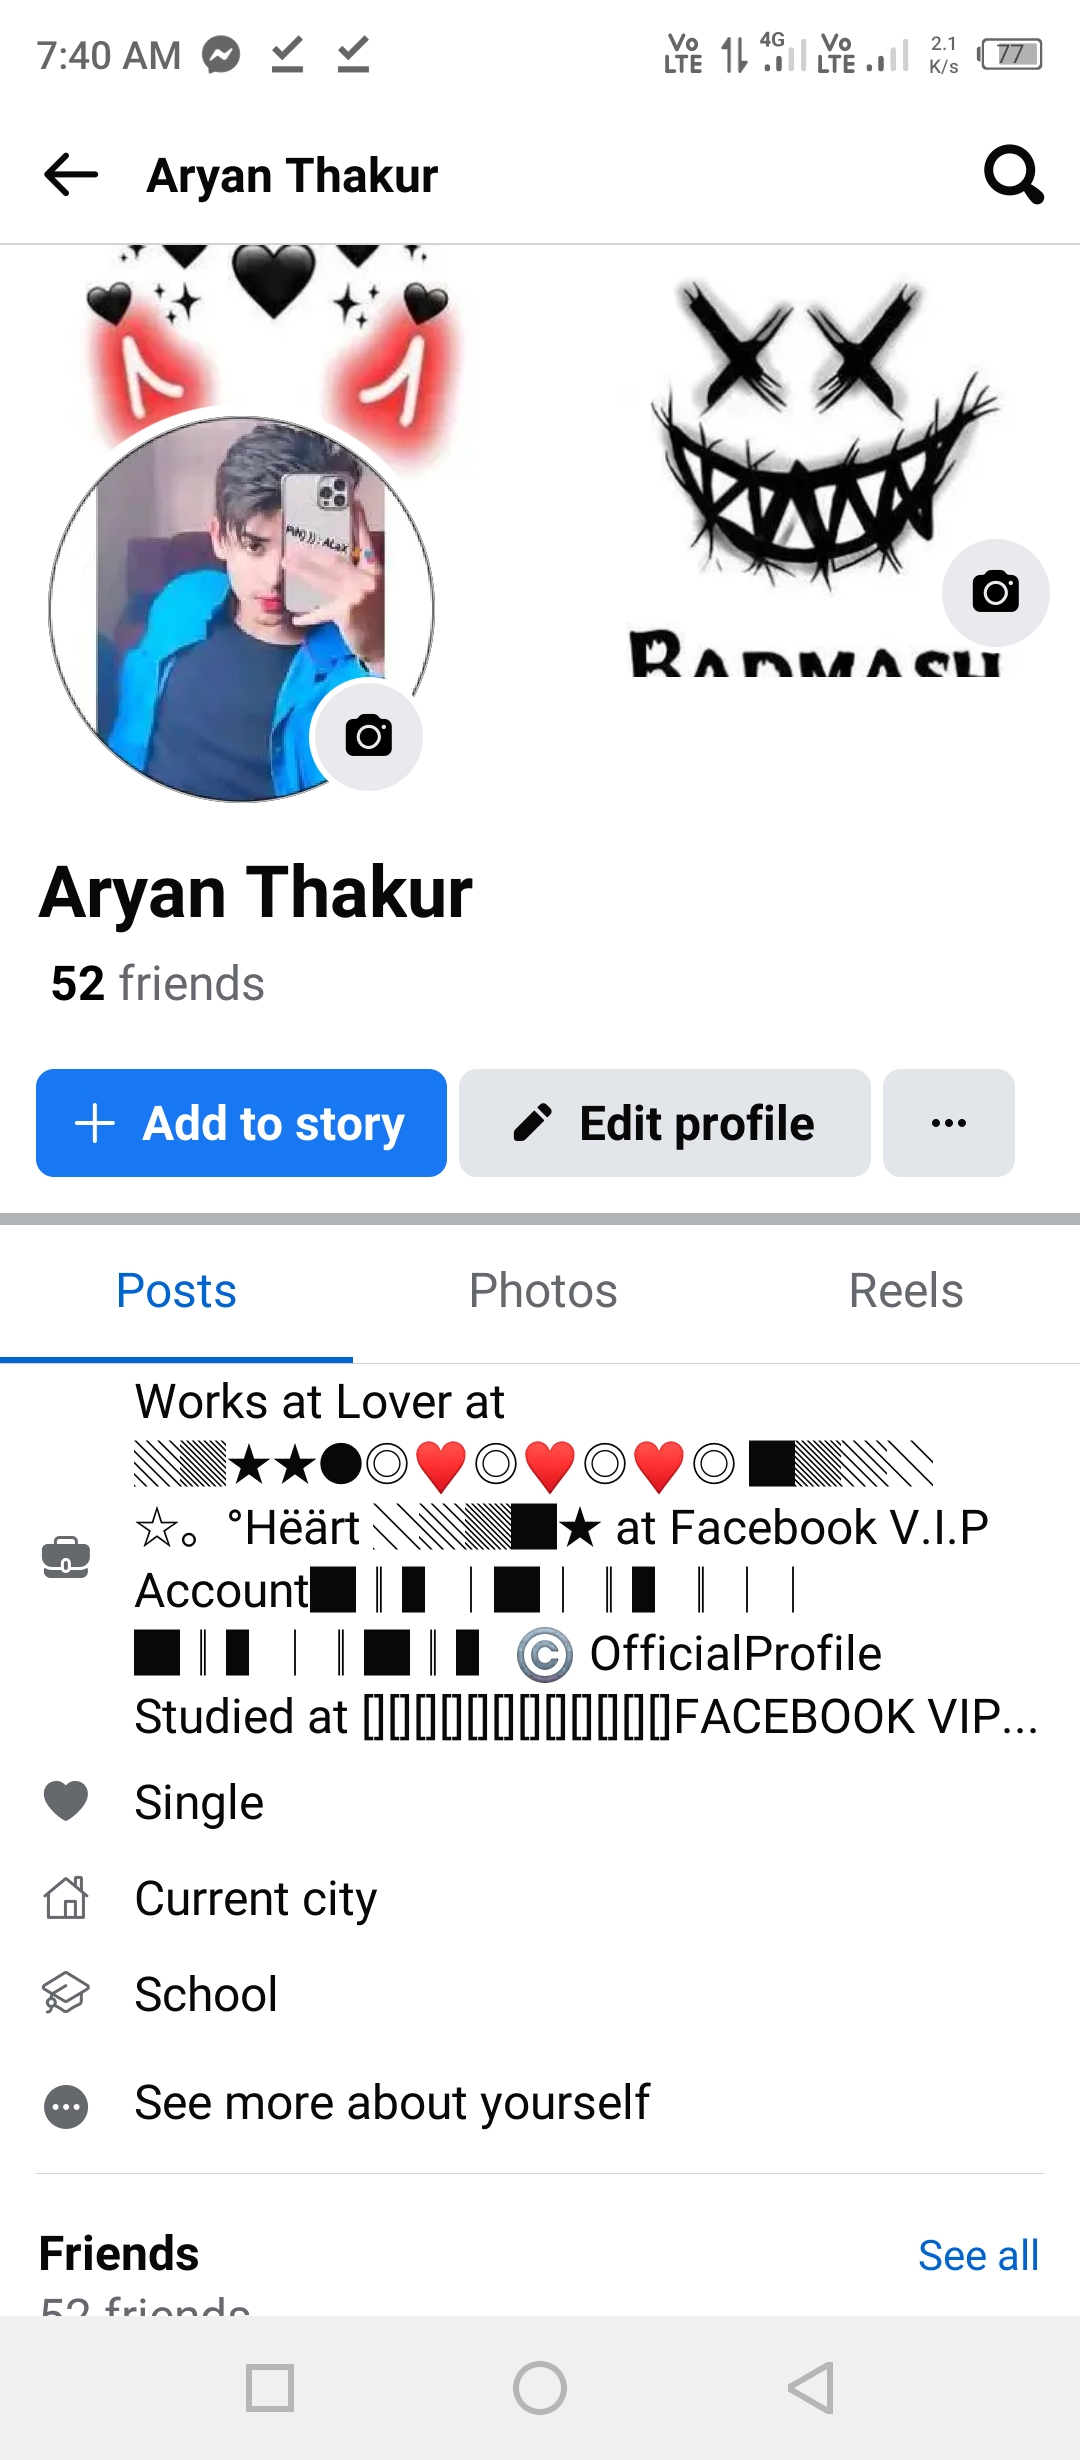 7:40 AM Vo LTE 4G Vo LTE 2.1 K/s 77
Aryan Thakur
BADMASH
Aryan Thakur
52 friends
+ Add to story Edit profile ...
Posts Photos Reels
Works at Lover at
▧▩★★●◎♥️◎♥️◎♥️◎ ■▩▧╲
☆。°Hëärt ╲▧▩■★ at Facebook V.I.P
Account■║▌│■│║▌║││
■║▌│║■║▌ ©️ OfficialProfile
Studied at [][][][][][][][][][][][]FACEBOOK VIP...
Single
Current city
School
See more about yourself
Friends See all
52 friends